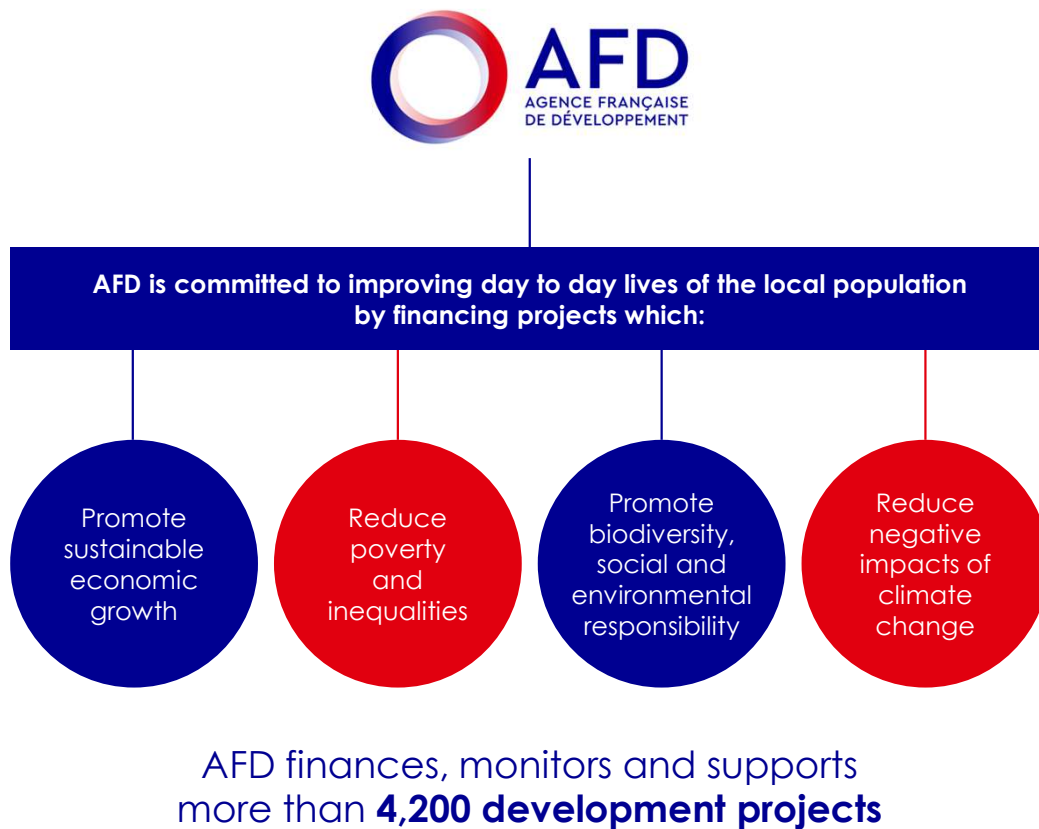 AFD
AGENCE FRANÇAISE
DE DÉVELOPPEMENT
AFD is committed to improving day to day lives of the local population
by financing projects which:
Promote
sustainable
economic
growth
Reduce
poverty
and
inequalities
Promote
biodiversity,
social and
environmental
responsibility
Reduce
negative
impacts of
climate
change
AFD finances, monitors and supports
more than 4,200 development projects